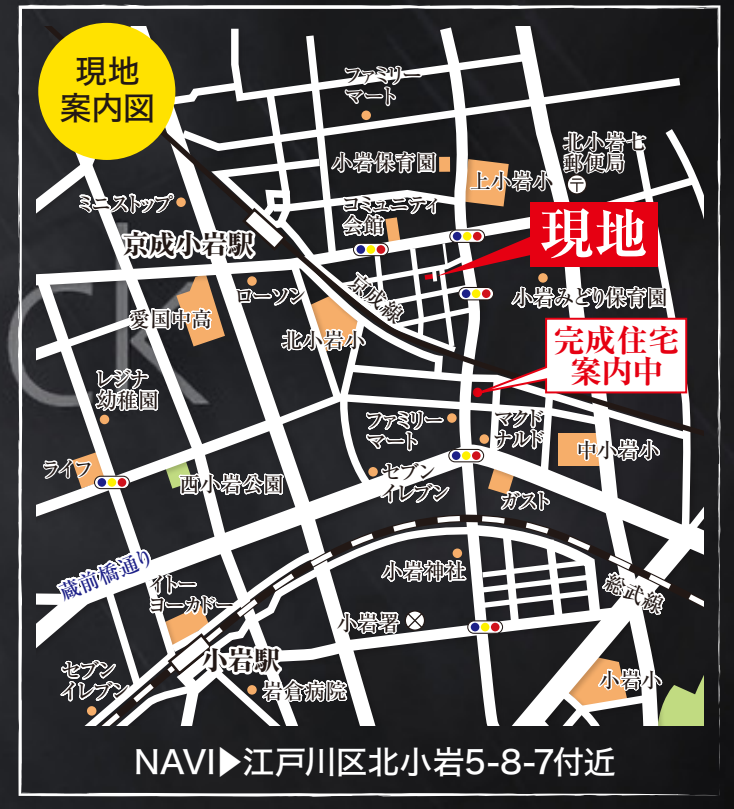 現地
案内図
ファミリー
マート
小岩保育園
上小岩小
北小岩七
郵便局
〒
ミニストップ
コミュニティ
会館
現地
京成小岩駅
ローソン
京成線
小岩みどり保育園
愛国中高
北小岩小
完成住宅
案内中
レジナ
幼稚園
ファミリー
マート
マクド
ナルド
中小岩小
ライフ
西小岩公園
セブン
イレブン
ガスト
蔵前橋通り
イトー
ヨーカドー
小岩神社
総武線
小岩署
小岩駅
セブン
イレブン
岩倉病院
小岩小
NAVI▶江戸川区北小岩5-8-7付近
ck